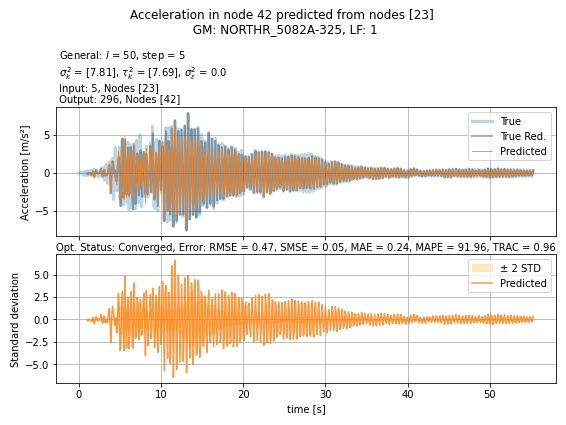 Acceleration in node 42 predicted from nodes [23]
GM: NORTHR_5082A-325, LF: 1
General: l = 50, step = 5
σ²ₖ = [7.81], τ²ₖ = [7.69], σ²ₑ = 0.0
Input: 5, Nodes [23]
Output: 296, Nodes [42]
Acceleration [m/s²]
5
0
−5
True
True Red.
Predicted
Opt. Status: Converged, Error: RMSE = 0.47, SMSE = 0.05, MAE = 0.24, MAPE = 91.96, TRAC = 0.96
Standard deviation
5.0
2.5
0.0
−2.5
−5.0
± 2 STD
Predicted
0 10 20 30 40 50
time [s]